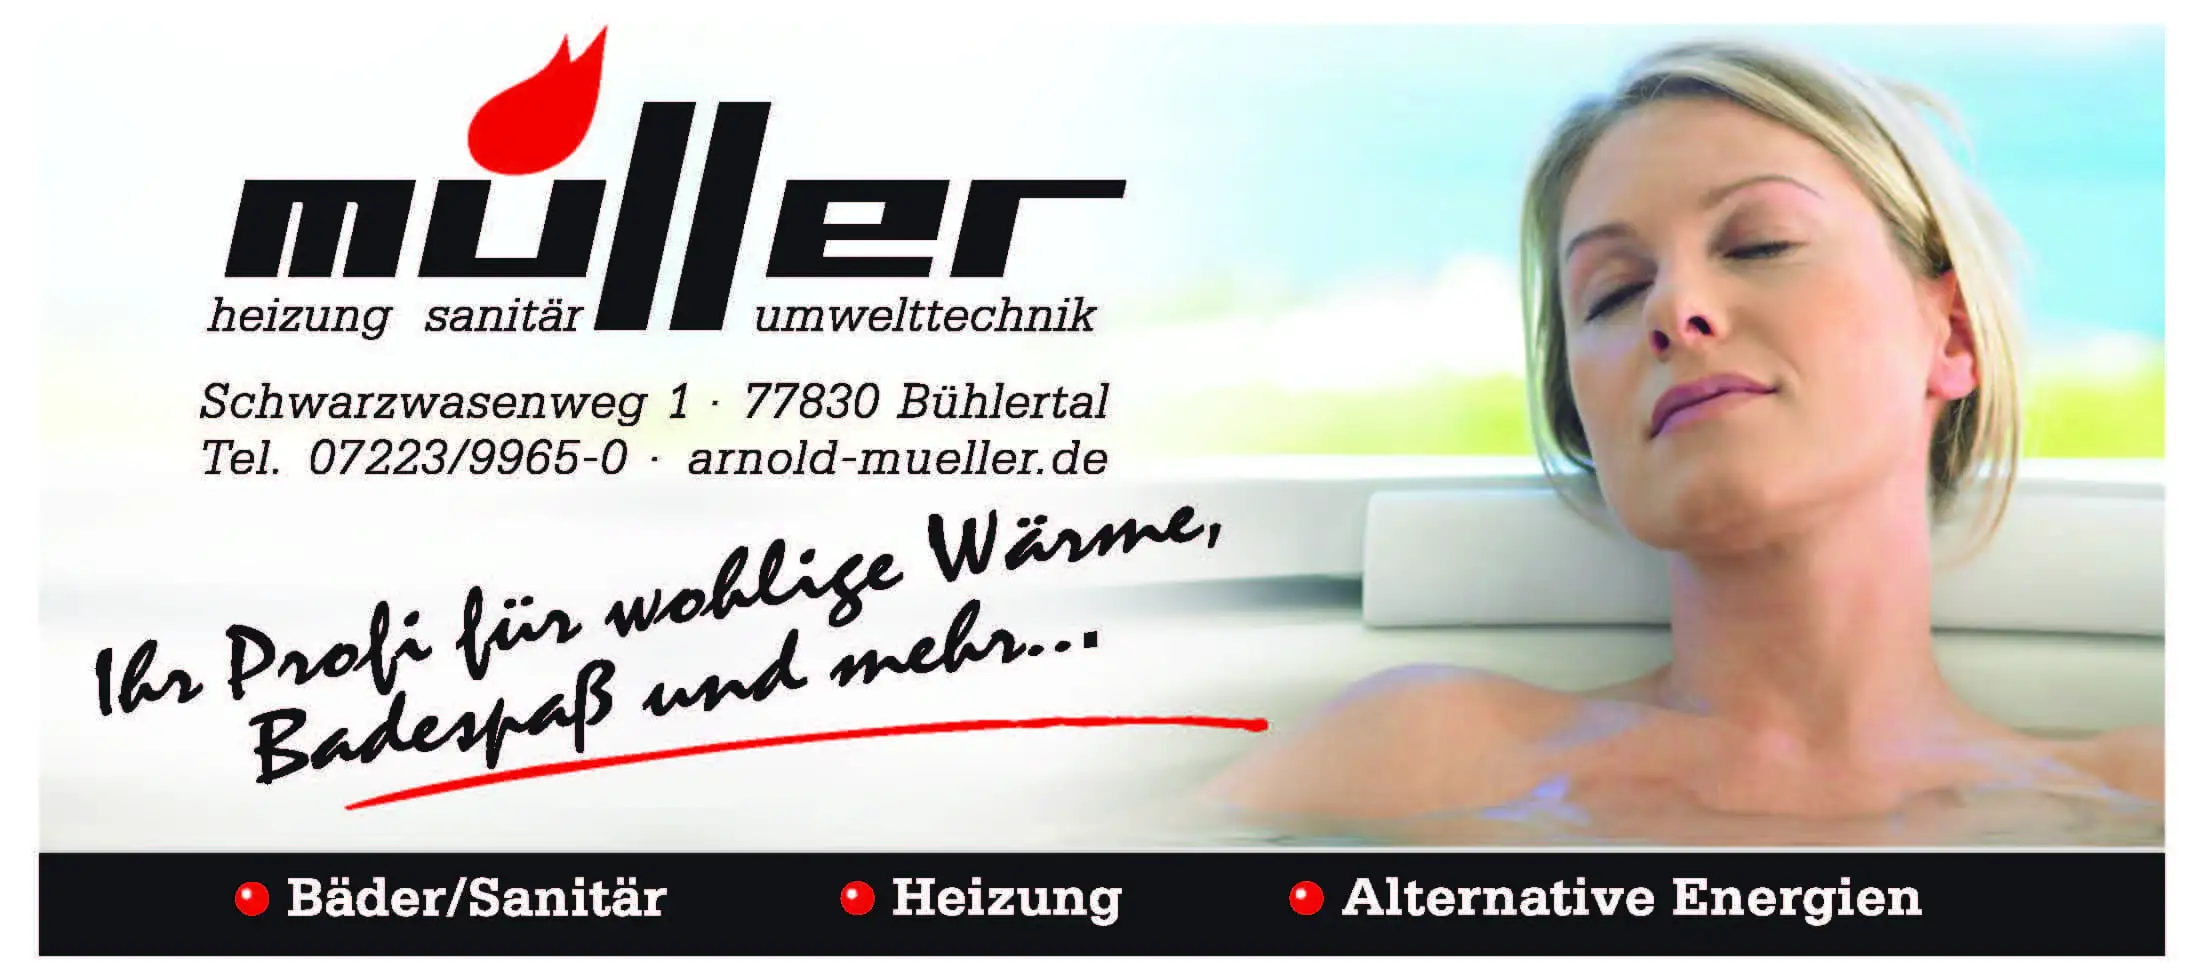 müller
heizung sanitär umwelttechnik
Schwarzwasenweg 1 · 77830 Bühlertal
Tel. 07223/9965-0 · arnold-mueller.de
Ihr Profi für wohlige Wärme,
Badespaß und mehr...
Bäder/Sanitär Heizung Alternative Energien